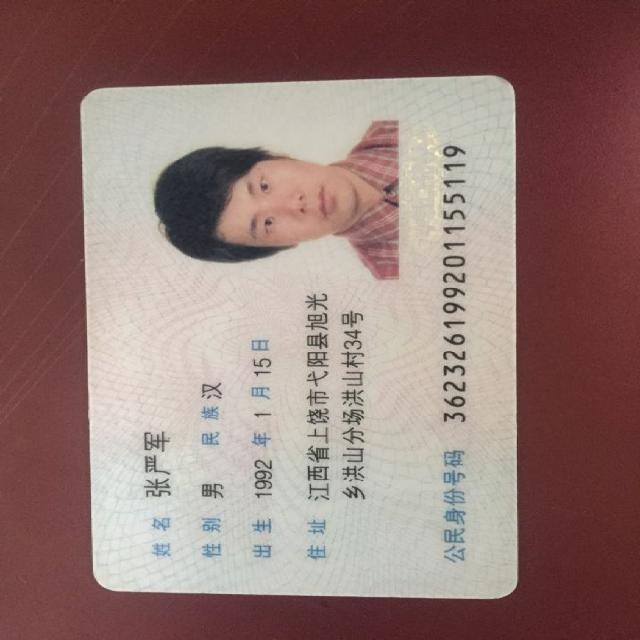 姓名 张严军
性别 男 民族 汉
出生 1992 年 1 月 15 日
住址 江西省上饶市弋阳县旭光
乡洪山分场洪山村34号
公民身份号码 362326199201155119